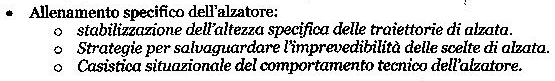 • Allenamento specifico dell'alzatore:
o stabilizzazione dell'altezza specifica delle traiettorie di alzata.
o Strategie per salvaguardare l'imprevedibilità delle scelte di alzata.
o Casistica situazionale del comportamento tecnico dell'alzatore.